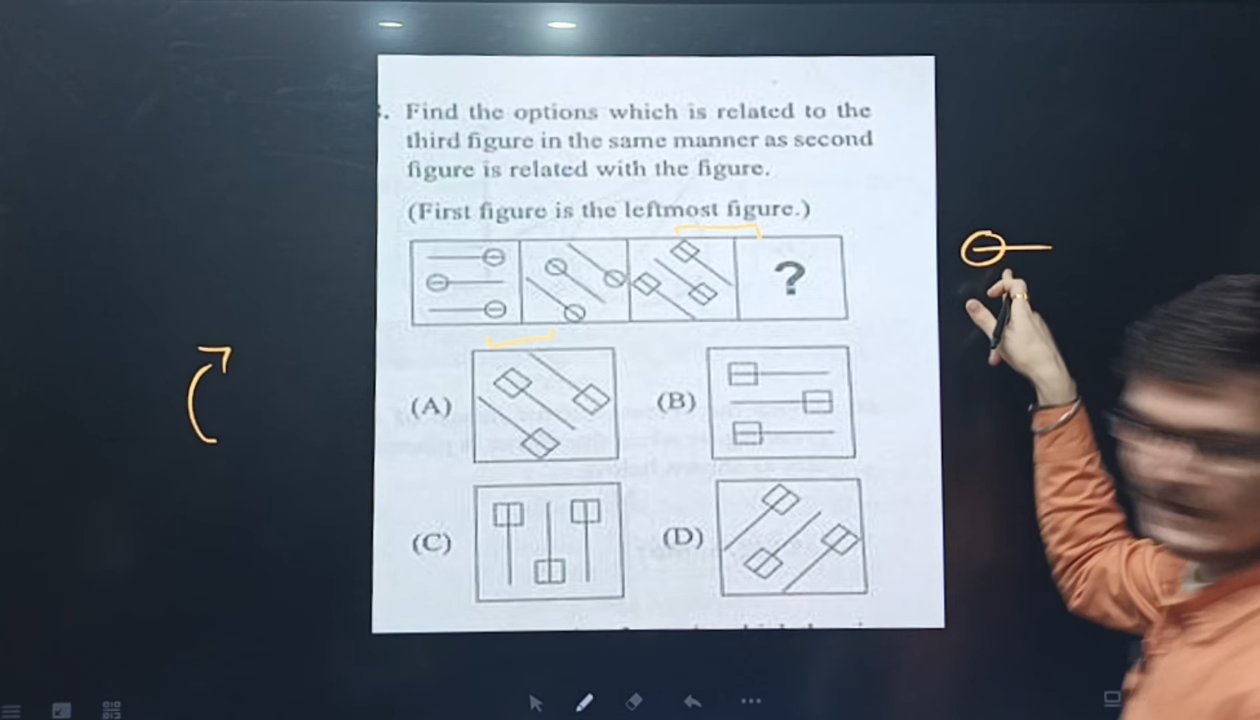 . Find the options which is related to the
third figure in the same manner as second
figure is related with the figure.
(First figure is the leftmost figure.)
?
(A)
(B)
(C)
(D)